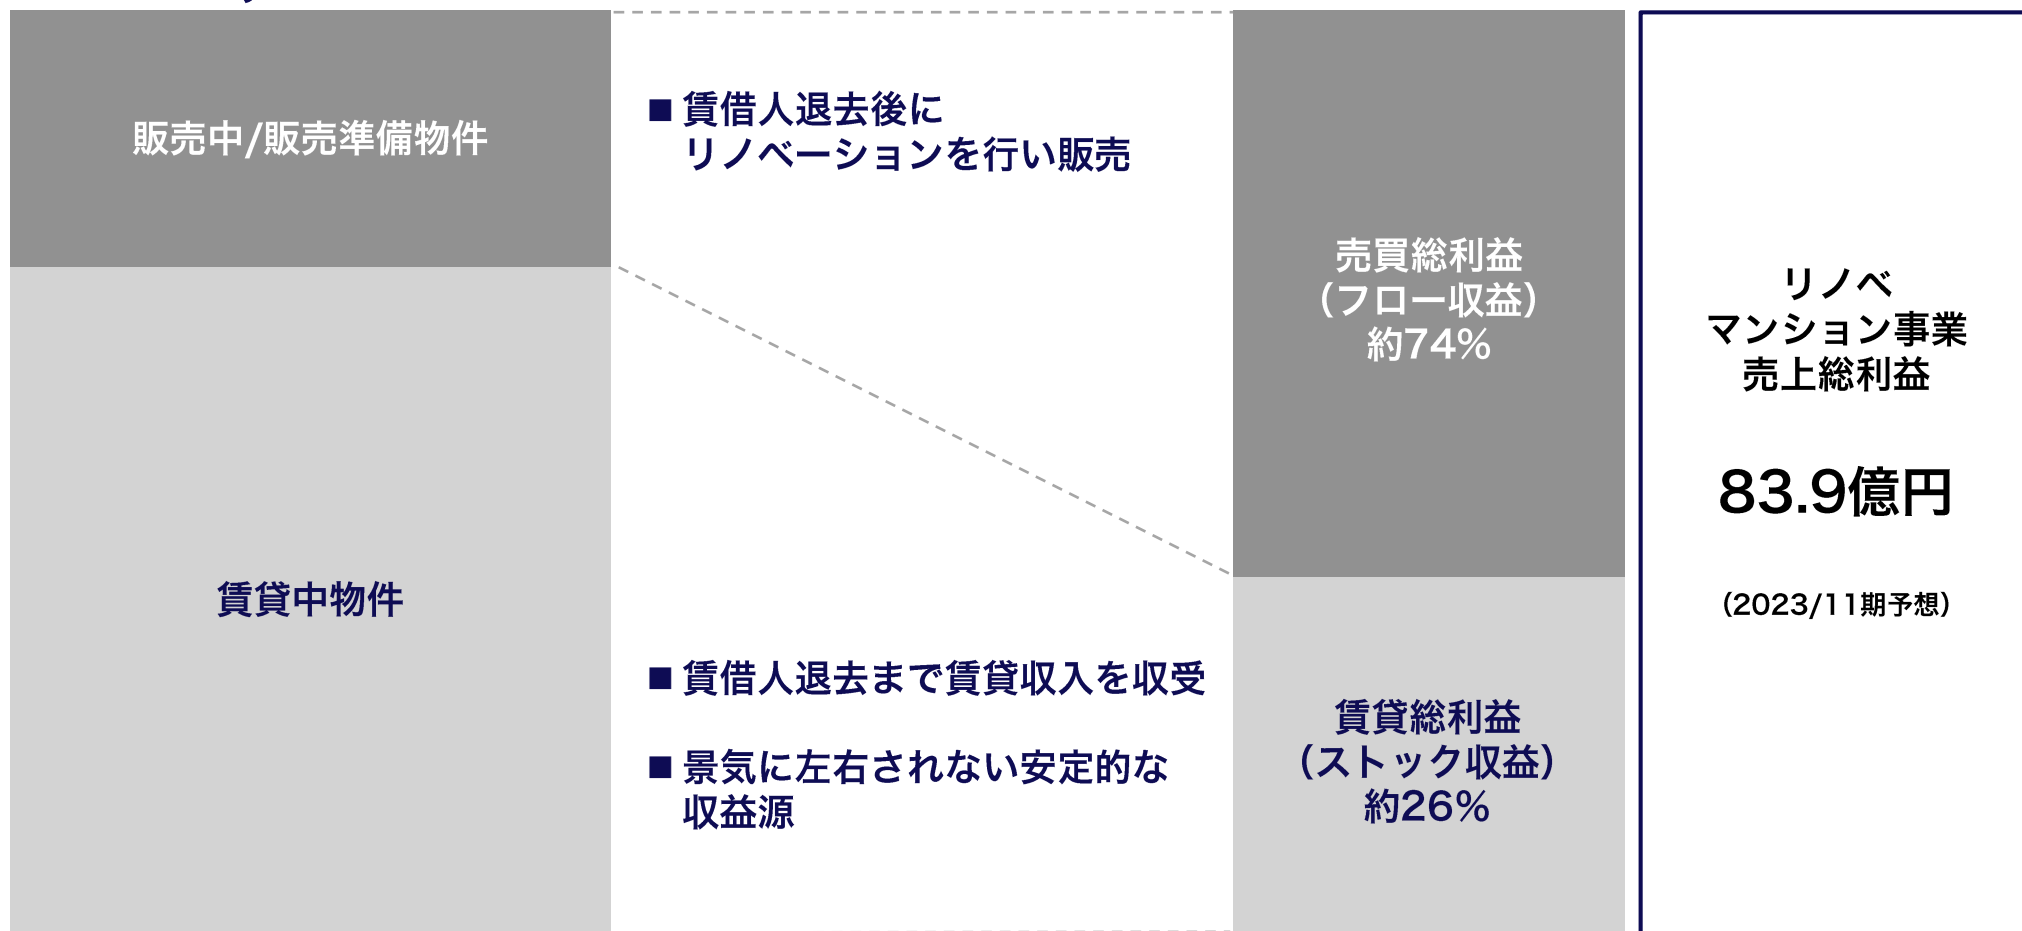 販売中/販売準備物件
賃貸中物件
■ 賃借人退去後に
リノベーションを行い販売
■ 賃借人退去まで賃貸収入を収受
■ 景気に左右されない安定的な
収益源
売買総利益
（フロー収益）
約74%
賃貸総利益
（ストック収益）
約26%
リノベ
マンション事業
売上総利益
83.9億円
（2023/11期予想）